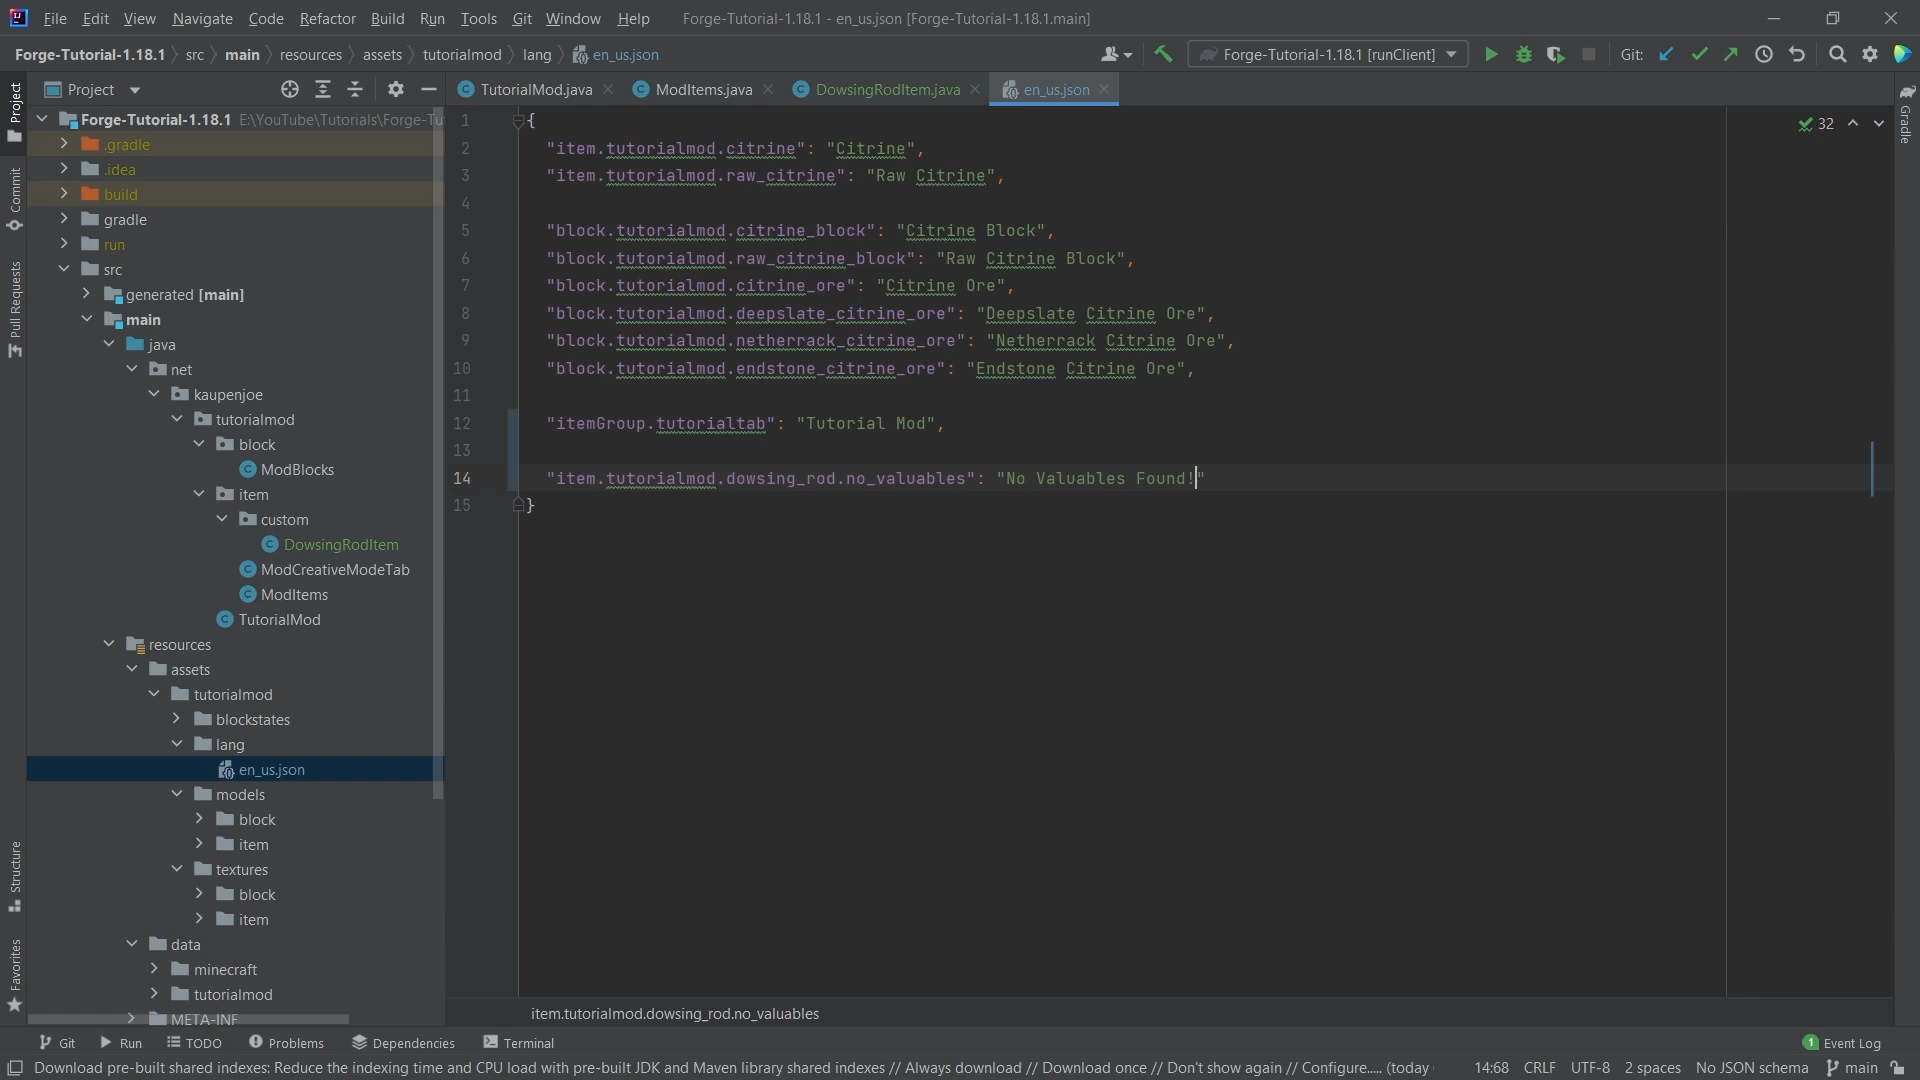 File Edit View Navigate Code Refactor Build Run Tools Git Window Help Forge-Tutorial-1.18.1 - en_us.json [Forge-Tutorial-1.18.1.main]
Forge-Tutorial-1.18.1 src main resources assets tutorialmod lang en_us.json Forge-Tutorial-1.18.1 [runClient] Git:
Project TutorialMod.java ModItems.java DowsingRodItem.java en_us.json
Project
Commit
Pull Requests
Structure
Favorites
Gradle
Forge-Tutorial-1.18.1 E:\YouTube\Tutorials\Forge-Tu
.gradle
.idea
build
gradle
run
src
generated [main]
main
java
net
kaupenjoe
tutorialmod
block
ModBlocks
item
custom
DowsingRodItem
ModCreativeModeTab
ModItems
TutorialMod
resources
assets
tutorialmod
blockstates
lang
en_us.json
models
block
item
textures
block
item
data
minecraft
tutorialmod
META-INF
32
1 {
2 "item.tutorialmod.citrine": "Citrine",
3 "item.tutorialmod.raw_citrine": "Raw Citrine",
4
5 "block.tutorialmod.citrine_block": "Citrine Block",
6 "block.tutorialmod.raw_citrine_block": "Raw Citrine Block",
7 "block.tutorialmod.citrine_ore": "Citrine Ore",
8 "block.tutorialmod.deepslate_citrine_ore": "Deepslate Citrine Ore",
9 "block.tutorialmod.netherrack_citrine_ore": "Netherrack Citrine Ore",
10 "block.tutorialmod.endstone_citrine_ore": "Endstone Citrine Ore",
11
12 "itemGroup.tutorialtab": "Tutorial Mod",
13
14 "item.tutorialmod.dowsing_rod.no_valuables": "No Valuables Found!"
15 }
item.tutorialmod.dowsing_rod.no_valuables
Git Run TODO Problems Dependencies Terminal 1 Event Log
Download pre-built shared indexes: Reduce the indexing time and CPU load with pre-built JDK and Maven library shared indexes // Always download // Download once // Don't show again // Configure..... (today 14:68 CRLF UTF-8 2 spaces No JSON schema main